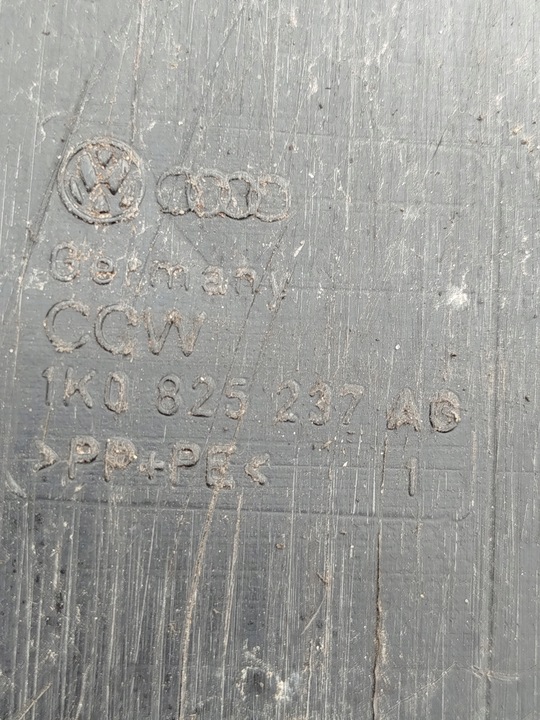 Germany
CCW
1K0 825 237 AG
>PP+PE<
1